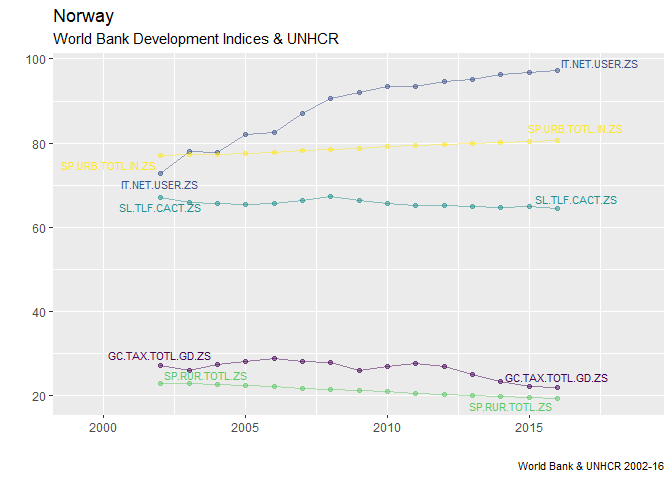 Norway
World Bank Development Indices & UNHCR
100
IT.NET.USER.ZS
SP.URB.TOTL.IN.ZS
80
SP.URB.TOTL.IN.ZS
IT.NET.USER.ZS
SL.TLF.CACT.ZS
SL.TLF.CACT.ZS
60
40
GC.TAX.TOTL.GD.ZS
SP.RUR.TOTL.ZS
GC.TAX.TOTL.GD.ZS
20
SP.RUR.TOTL.ZS
2000 2005 2010 2015
World Bank & UNHCR 2002-16